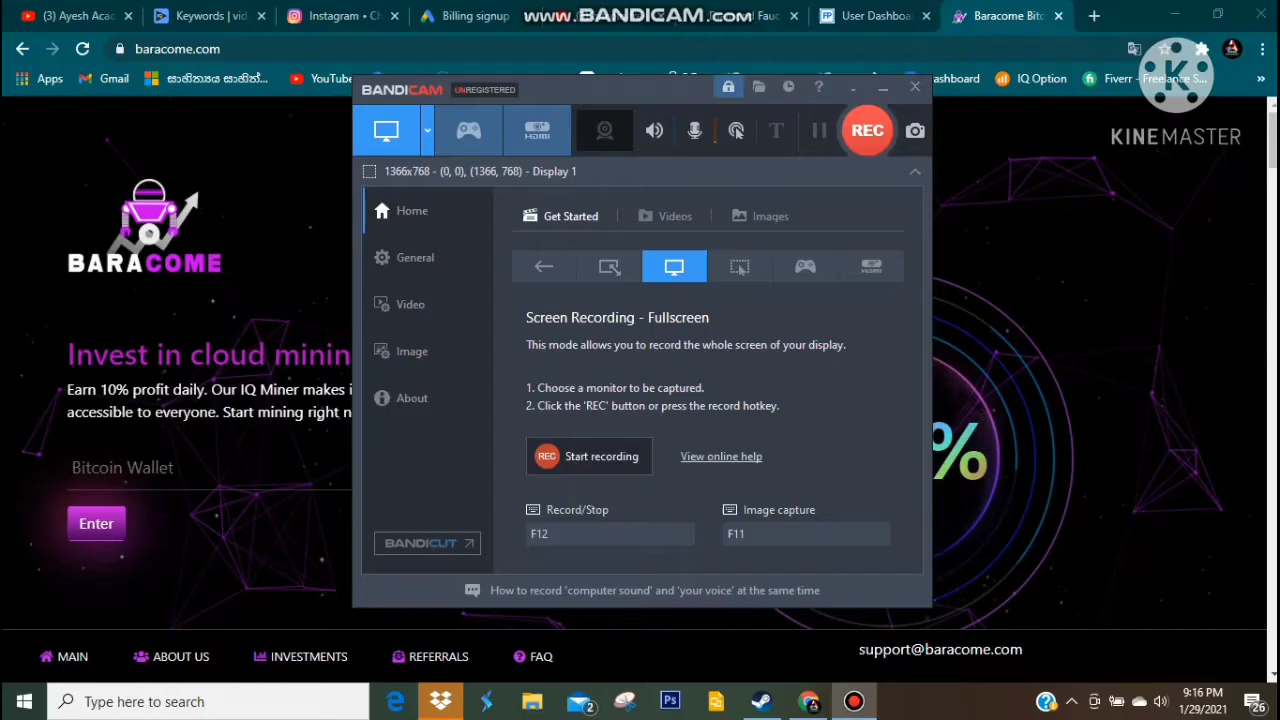 (3) Ayesh Aca
Keywords | vid
Instagram • C
Billing signup
www.BANDICAM.com
d Fauc
User Dashboa
Baracome Bitc
baracome.com
Apps
Gmail
සාහිත්‍යය සාහිති...
YouTube
ashboard
IQ Option
Fiverr - Freelance S...
»
K
KINEMASTER
BANDICAM
UNREGISTERED
HDMI
REC
1366x768 - (0, 0), (1366, 768) - Display 1
Home
General
Video
Image
About
BANDICUT
Get Started
Videos
Images
HDMI
Screen Recording - Fullscreen
This mode allows you to record the whole screen of your display.
1. Choose a monitor to be captured.
2. Click the 'REC' button or press the record hotkey.
REC Start recording
View online help
Record/Stop
Image capture
F12
F11
How to record 'computer sound' and 'your voice' at the same time
BARACOME
Invest in cloud minin
Earn 10% profit daily. Our IQ Miner makes i
accessible to everyone. Start mining right n
Bitcoin Wallet
Enter
%
MAIN
ABOUT US
INVESTMENTS
REFERRALS
FAQ
support@baracome.com
Type here to search
2
Ps
9:16 PM
1/29/2021
26